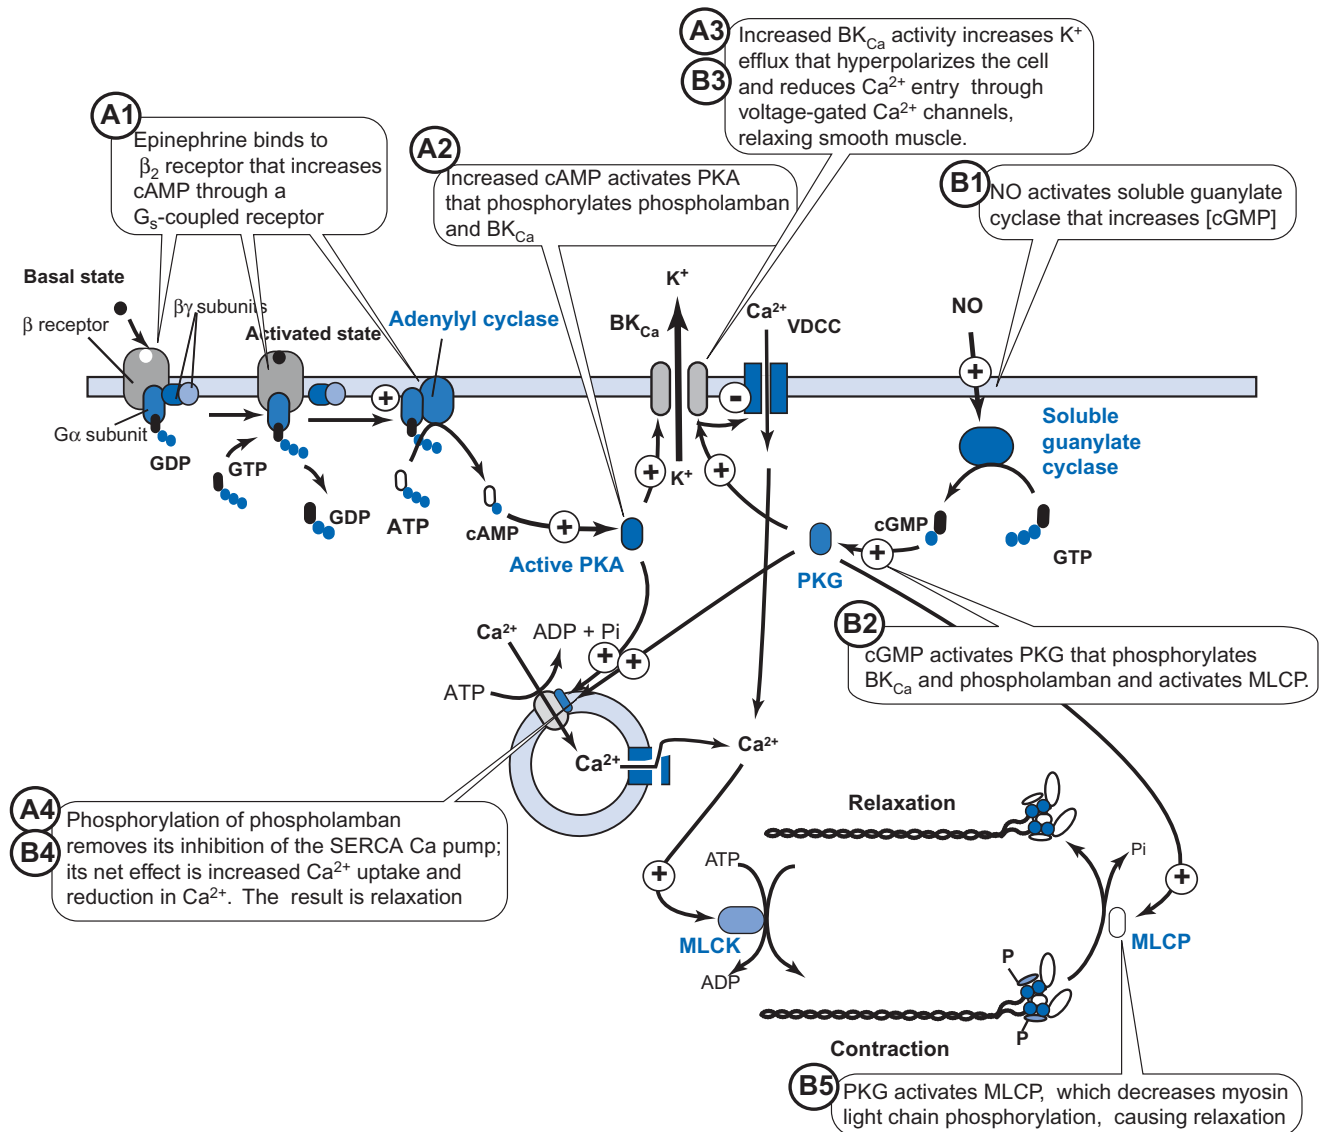 A3
B3
Increased BKCa activity increases K⁺
efflux that hyperpolarizes the cell
and reduces Ca²⁺ entry through
voltage-gated Ca²⁺ channels,
relaxing smooth muscle.
A1
Epinephrine binds to
β₂ receptor that increases
cAMP through a
Gs-coupled receptor
A2
Increased cAMP activates PKA
that phosphorylates phospholamban
and BKCa
B1
NO activates soluble guanylate
cyclase that increases [cGMP]
Basal state
β receptor
βγ subunits
Activated state
Adenylyl cyclase
BKCa
K⁺
Ca²⁺
VDCC
NO
+
-
+
Gα subunit
GDP
GTP
GDP
ATP
cAMP
+
Active PKA
+
K⁺
+
Soluble
guanylate
cyclase
cGMP
GTP
+
PKG
B2
cGMP activates PKG that phosphorylates
BKCa and phospholamban and activates MLCP.
Ca²⁺
ADP + Pi
+
+
ATP
Ca²⁺
Ca²⁺
A4
B4
Phosphorylation of phospholamban
removes its inhibition of the SERCA Ca pump;
its net effect is increased Ca²⁺ uptake and
reduction in Ca²⁺. The result is relaxation
Relaxation
+
ATP
MLCK
ADP
Pi
+
MLCP
P
P
Contraction
B5
PKG activates MLCP, which decreases myosin
light chain phosphorylation, causing relaxation